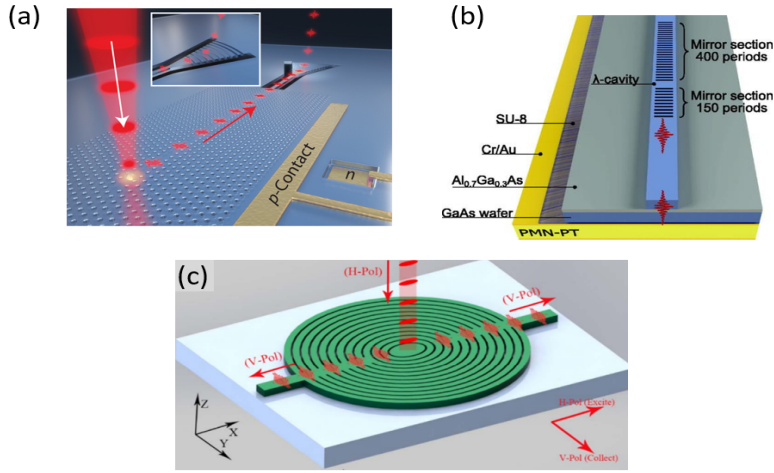 (a)
p-Contact
n
(b)
Mirror section
400 periods
λ-cavity
Mirror section
150 periods
SU-8
Cr/Au
Al0.7Ga0.3As
GaAs wafer
PMN-PT
(c)
(H-Pol)
(V-Pol)
(V-Pol)
Z
X
Y
H-Pol (Excite)
V-Pol (Collect)